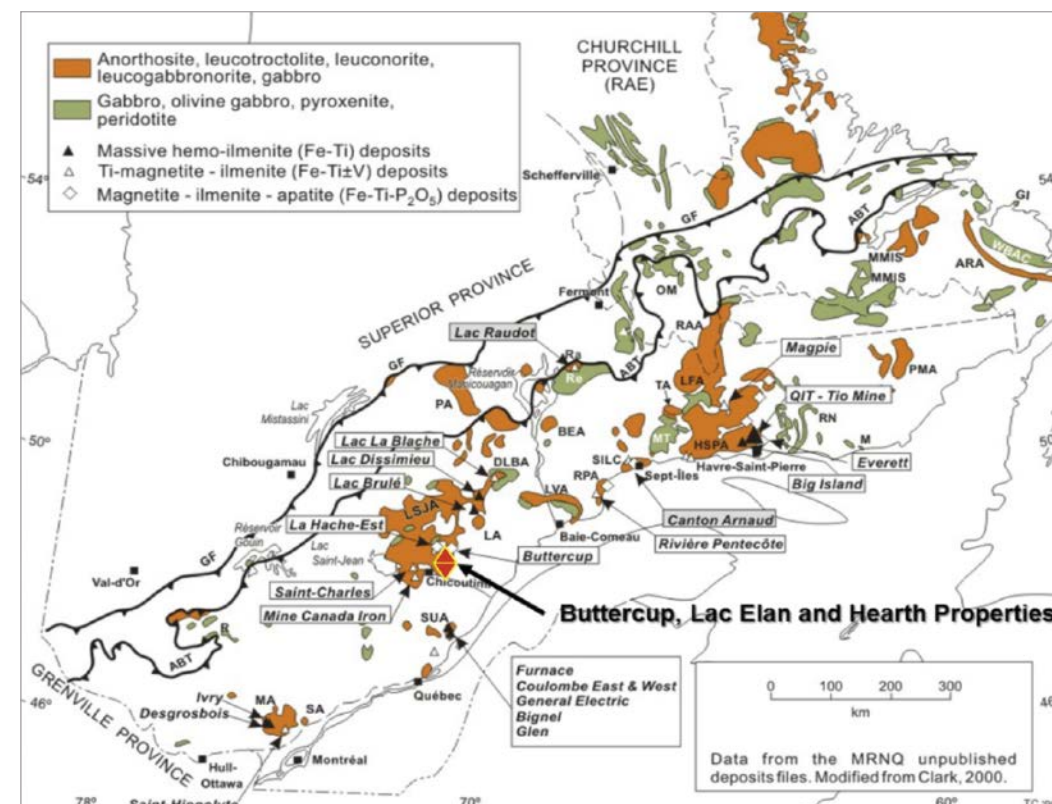 Anorthosite, leucotroctolite, leuconorite,
leucogabbronorite, gabbro
Gabbro, olivine gabbro, pyroxenite,
peridotite
Massive hemo-ilmenite (Fe-Ti) deposits
Ti-magnetite - ilmenite (Fe-Ti±V) deposits
Magnetite - ilmenite - apatite (Fe-Ti-P₂O₅) deposits
CHURCHILL
PROVINCE
(RAE)
Schefferville
54°
54
GF
ABT
GI
WBAC
MMIS
MMIS
ARA
SUPERIOR PROVINCE
Fermont
OM
Lac Raudot
RAA
Ra
Re
ABT
Magpie
GF
Réservoir
Manicouagan
PMA
TA
LFA
QIT - Tio Mine
Lac
Mistassini
PA
MT
RN
50°
50
Lac La Blache
BEA
HSPA
M
Lac Dissimieu
DLBA
SILC
Everett
Chibougamau
Lac Brulé
RPA
Sept-Îles
Havre-Saint-Pierre
Big Island
LSJA
LVA
La Hache-Est
LA
Canton Arnaud
Réservoir
Gouin
Baie-Comeau
Rivière Pentecôte
Lac
Saint-Jean
Buttercup
GF
Val-d'Or
Chicoutimi
Saint-Charles
Mine Canada Iron
Buttercup, Lac Elan and Hearth Properties
SUA
R
ABT
Furnace
Coulombe East & West
General Electric
Bignel
Glen
0 100 200 300
km
GRENVILLE PROVINCE
Québec
46°
46
Ivry
MA
SA
Desgrosbois
Data from the MRNQ unpublished
deposits files. Modified from Clark, 2000.
Hull-
Ottawa
Montréal
78°
70°
60°